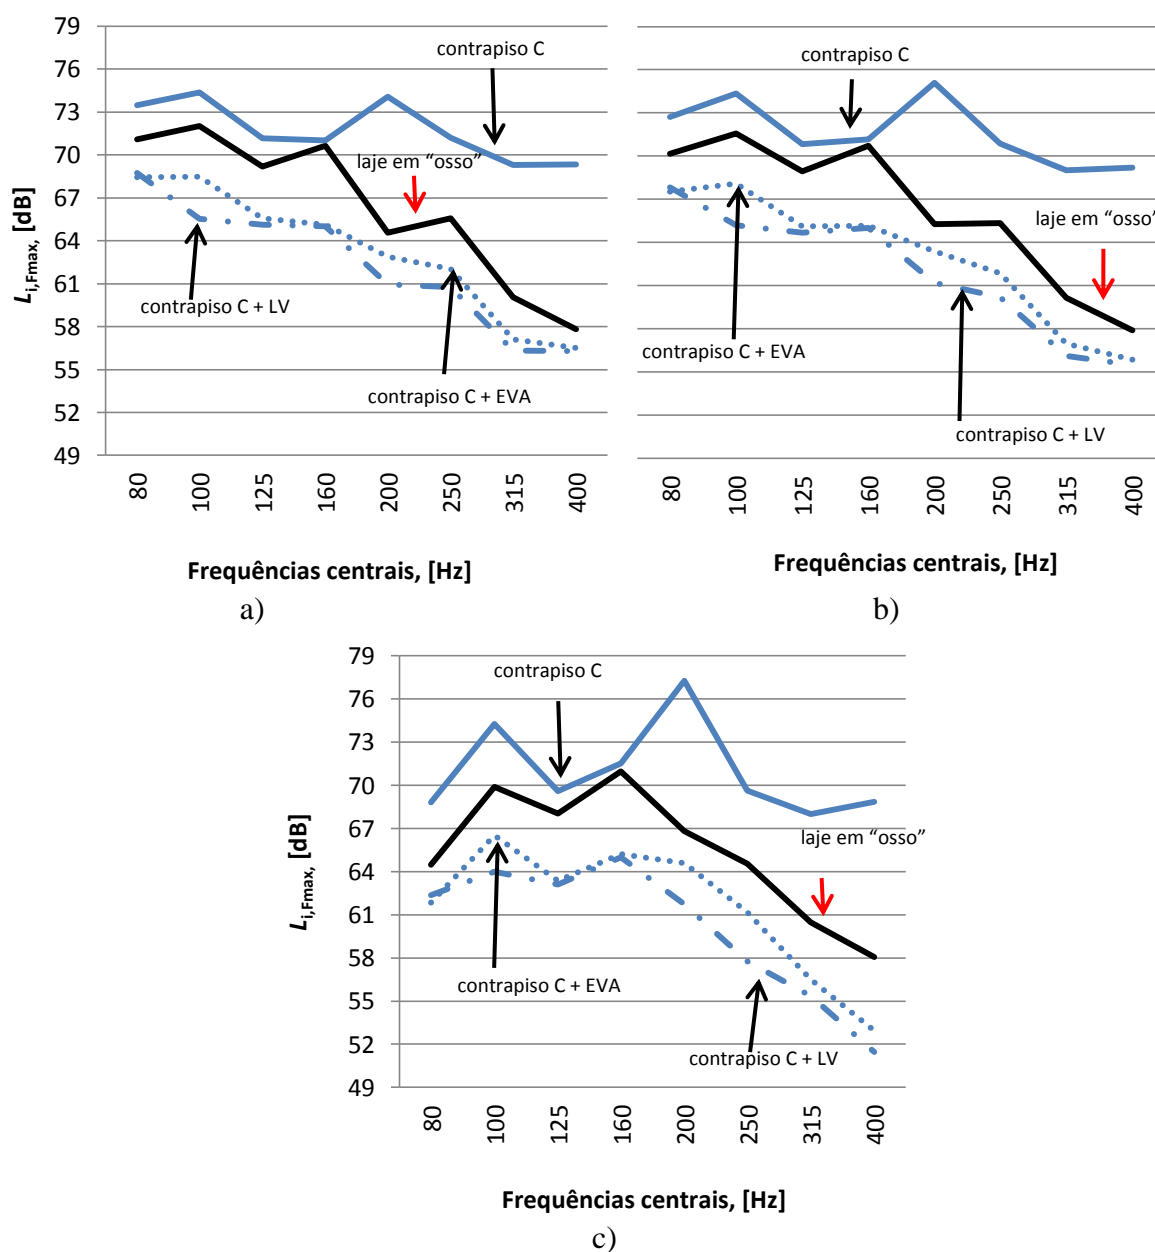 79
76
73
70
67
64
61
58
55
52
49
L i,Fmax, [dB]
contrapiso C
laje em “osso”
contrapiso C + LV
contrapiso C + EVA
80 100 125 160 200 250 315 400
Frequências centrais, [Hz]
a)
contrapiso C
laje em “osso”
contrapiso C + EVA
contrapiso C + LV
80 100 125 160 200 250 315 400
Frequências centrais, [Hz]
b)
79
76
73
70
67
64
61
58
55
52
49
L i,Fmax, [dB]
contrapiso C
laje em “osso”
contrapiso C + EVA
contrapiso C + LV
80 100 125 160 200 250 315 400
Frequências centrais, [Hz]
c)